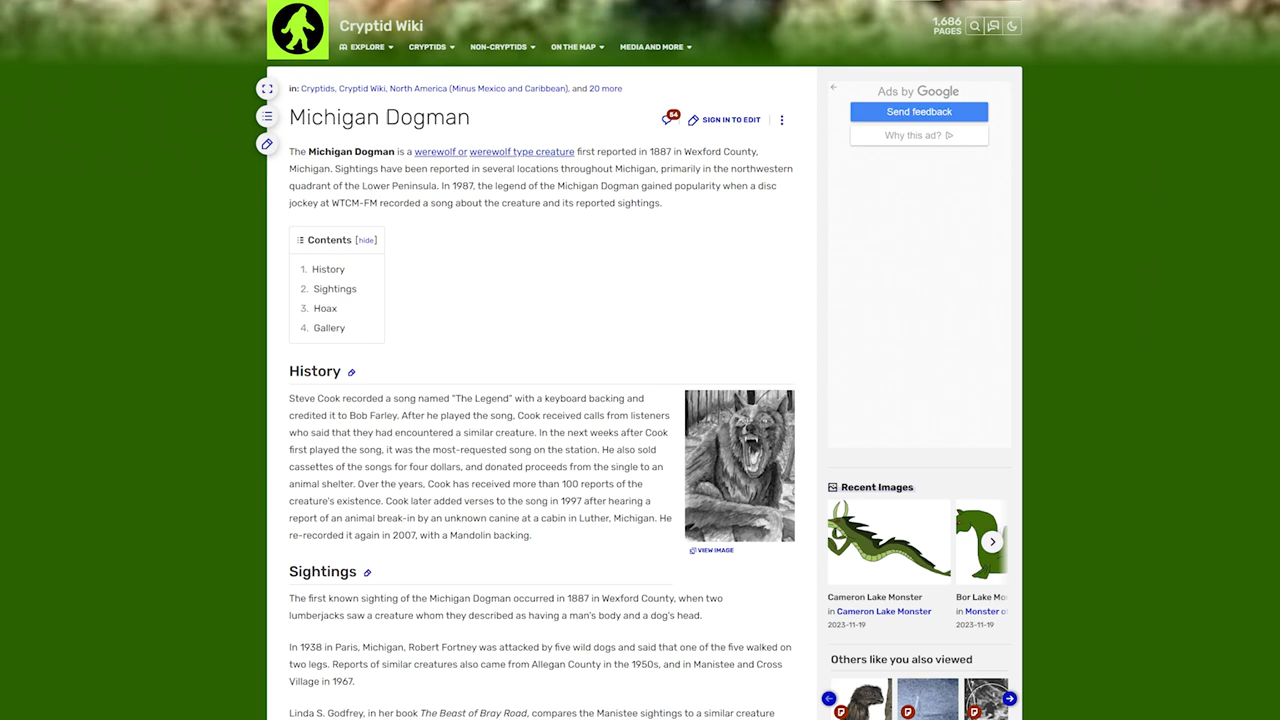 Cryptid Wiki
1,686
PAGES
EXPLORE
CRYPTIDS
NON-CRYPTIDS
ON THE MAP
MEDIA AND MORE
in: Cryptids, Cryptid Wiki, North America (Minus Mexico and Caribbean), and 20 more
Michigan Dogman
64
SIGN IN TO EDIT
The Michigan Dogman is a werewolf or werewolf type creature first reported in 1887 in Wexford County,
Michigan. Sightings have been reported in several locations throughout Michigan, primarily in the northwestern
quadrant of the Lower Peninsula. In 1987, the legend of the Michigan Dogman gained popularity when a disc
jockey at WTCM-FM recorded a song about the creature and its reported sightings.
Contents [hide]
1. History
2. Sightings
3. Hoax
4. Gallery
History
Steve Cook recorded a song named "The Legend" with a keyboard backing and
credited it to Bob Farley. After he played the song, Cook received calls from listeners
who said that they had encountered a similar creature. In the next weeks after Cook
first played the song, it was the most-requested song on the station. He also sold
cassettes of the songs for four dollars, and donated proceeds from the single to an
animal shelter. Over the years, Cook has received more than 100 reports of the
creature's existence. Cook later added verses to the song in 1997 after hearing a
report of an animal break-in by an unknown canine at a cabin in Luther, Michigan. He
re-recorded it again in 2007, with a Mandolin backing.
VIEW IMAGE
Sightings
The first known sighting of the Michigan Dogman occurred in 1887 in Wexford County, when two
lumberjacks saw a creature whom they described as having a man's body and a dog's head.
In 1938 in Paris, Michigan, Robert Fortney was attacked by five wild dogs and said that one of the five walked on
two legs. Reports of similar creatures also came from Allegan County in the 1950s, and in Manistee and Cross
Village in 1967.
Linda S. Godfrey, in her book The Beast of Bray Road, compares the Manistee sightings to a similar creature
Ads by Google
Send feedback
Why this ad?
Recent Images
Cameron Lake Monster
in Cameron Lake Monster
2023-11-19
Bor Lake Mo
in Monster o
2023-11-19
Others like you also viewed